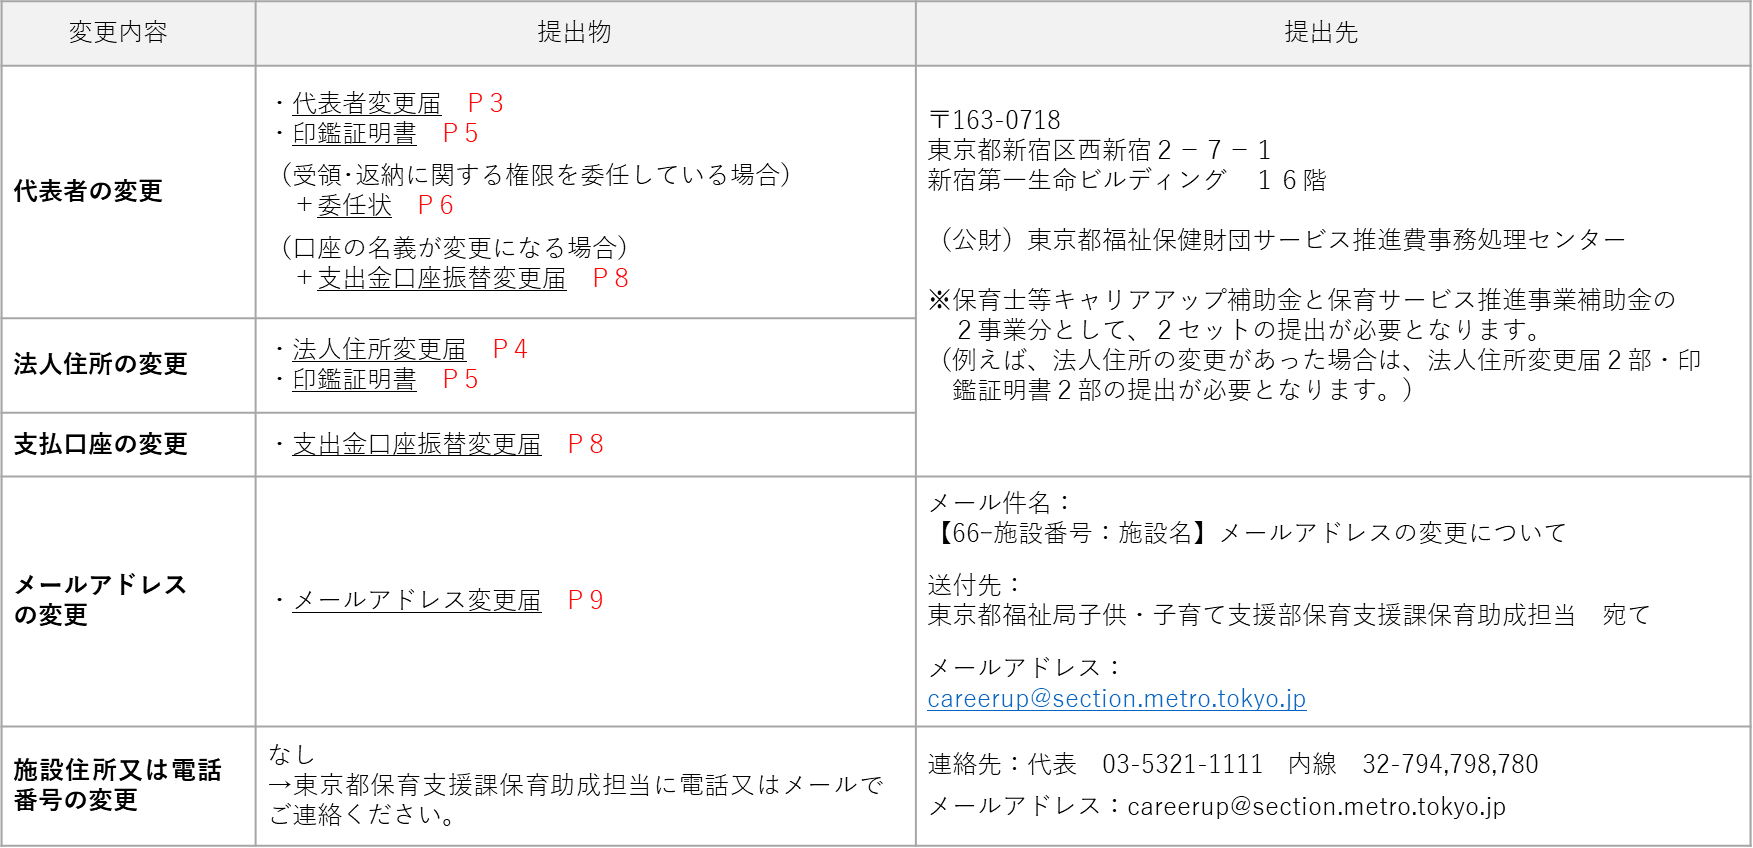 変更内容
提出物
提出先
代表者の変更
・代表者変更届　Ｐ３
・印鑑証明書　Ｐ５
（受領･返納に関する権限を委任している場合）
＋委任状　Ｐ６
（口座の名義が変更になる場合）
＋支出金口座振替変更届　Ｐ８
〒163-0718
東京都新宿区西新宿２－７－１
新宿第一生命ビルディング　１６階
（公財）東京都福祉保健財団サービス推進費事務処理センター
※保育士等キャリアアップ補助金と保育サービス推進事業補助金の
２事業分として、２セットの提出が必要となります。
（例えば、法人住所の変更があった場合は、法人住所変更届２部・印
鑑証明書２部の提出が必要となります。）
法人住所の変更
・法人住所変更届　Ｐ４
・印鑑証明書　Ｐ５
支払口座の変更
・支出金口座振替変更届　Ｐ８
メールアドレス
の変更
・メールアドレス変更届　Ｐ９
メール件名：
【66−施設番号：施設名】メールアドレスの変更について
送付先：
東京都福祉局子供・子育て支援部保育支援課保育助成担当　宛て
メールアドレス：
careerup@section.metro.tokyo.jp
施設住所又は電話
番号の変更
なし
→東京都保育支援課保育助成担当に電話又はメールで
ご連絡ください。
連絡先：代表　03-5321-1111　内線　32-794,798,780
メールアドレス：careerup@section.metro.tokyo.jp